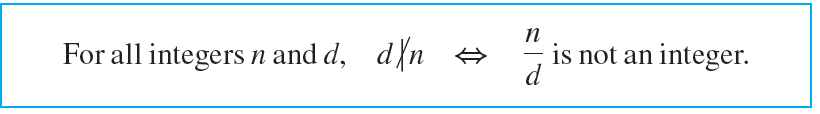 For all integers n and d, d ∤ n ⇔ n/d is not an integer.